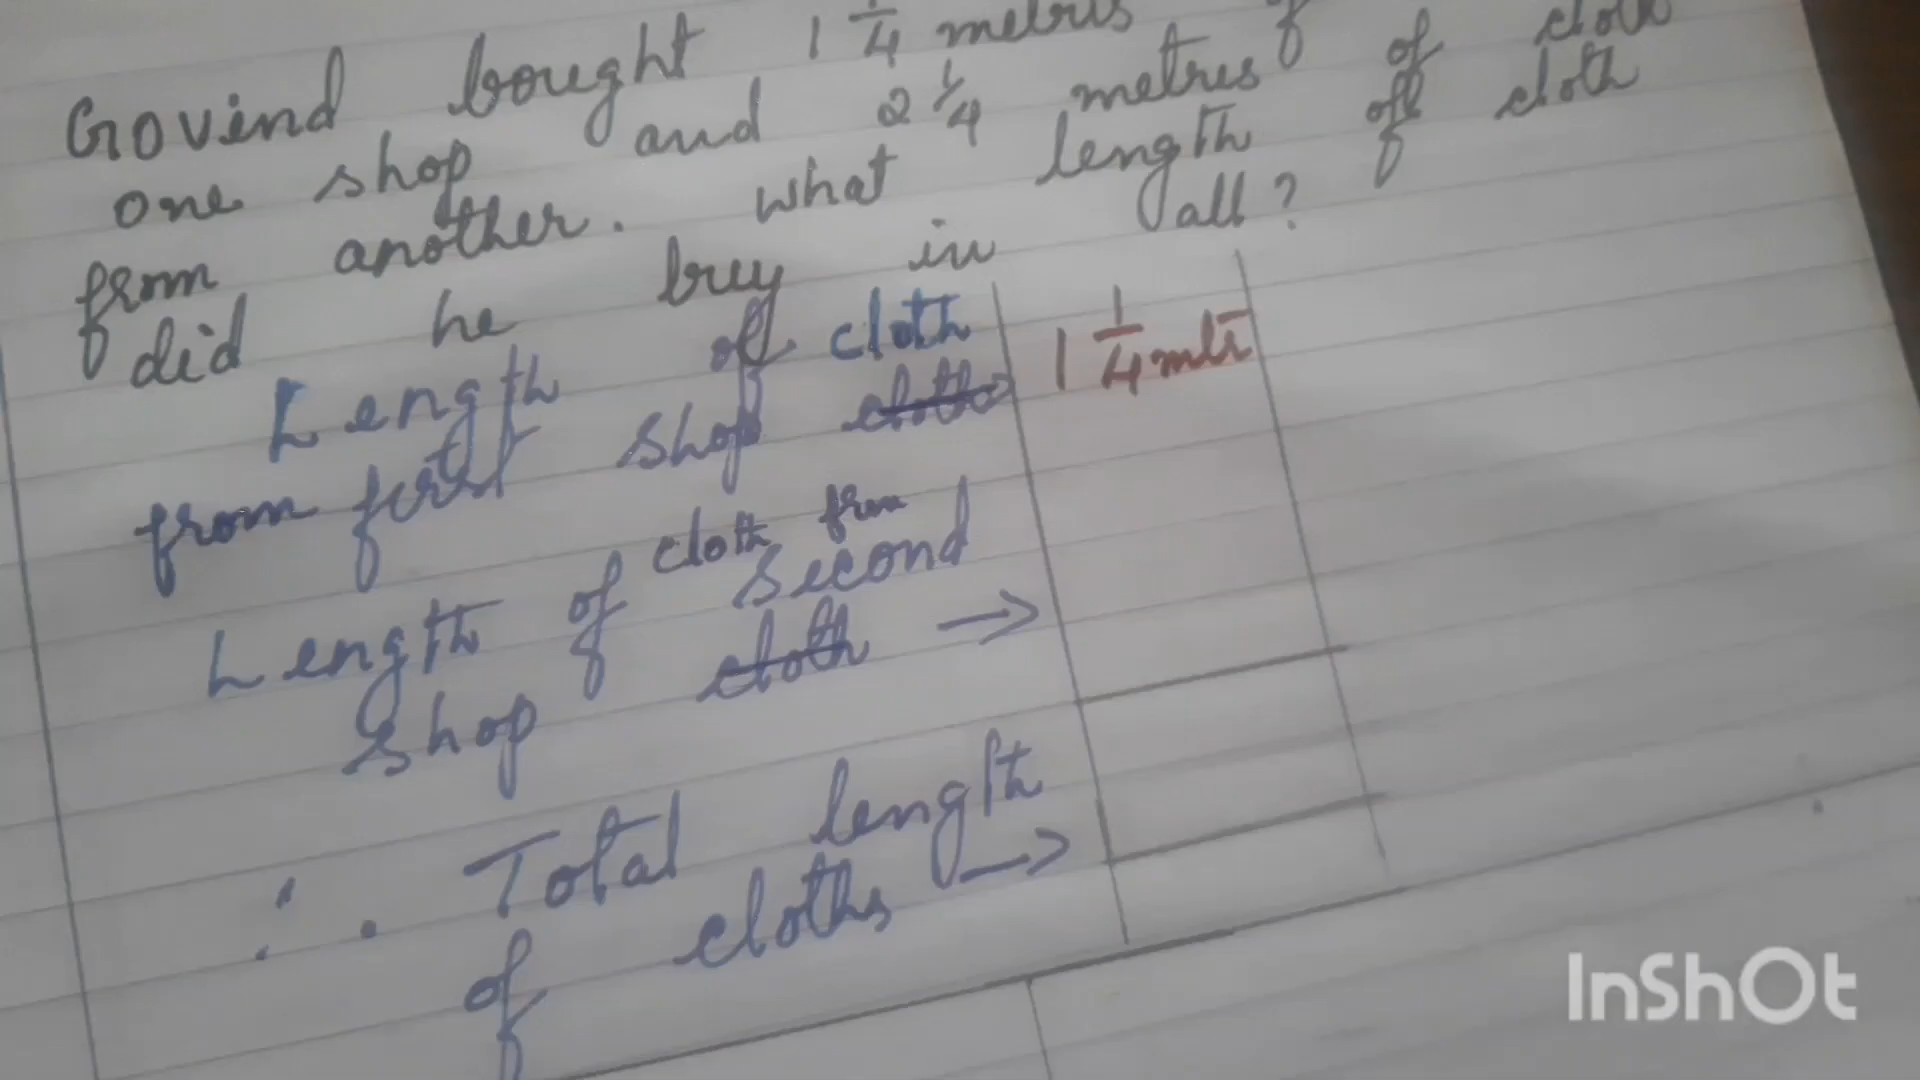 Govind bought 1 1/4 metres of cloth
one shop and 2 1/4 metres of cloth
from another. what length of cloth
did he buy in all?
Length of cloth 1 1/4 mtr
from first shop cloths
Length of cloth from second
shop cloth →
∴ Total length
of cloths →
InShOt